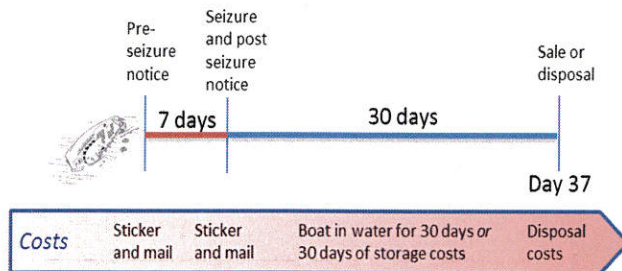 Pre-
seizure
notice
Seizure
and post
seizure
notice
Sale or
disposal
7 days
30 days
Day 37
Costs
Sticker
and mail
Sticker
and mail
Boat in water for 30 days or
30 days of storage costs
Disposal
costs